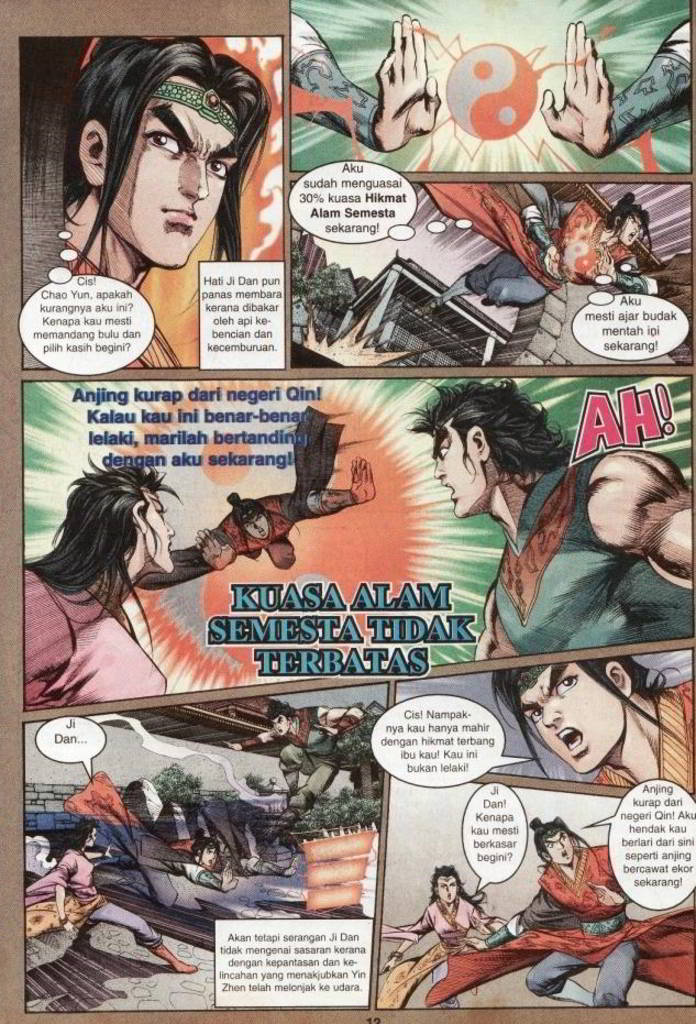 Cis!
Chao Yun, apakah
kurangnya aku ini?
Kenapa kau mesti
memandang bulu dan
pilih kasih begini?
Hati Ji Dan pun
panas membara
kerana dibakar
oleh api ke-
bencian dan
kecemburuan.
Aku
sudah menguasai
30% kuasa Hikmat
Alam Semesta
sekarang!
Aku
mesti ajar budak
mentah ini
sekarang!
Anjing kurap dari negeri Qin!
Kalau kau ini benar-benar
lelaki, marilah bertanding
dengan aku sekarang!
AH!
KUASA ALAM
SEMESTA TIDAK
TERBATAS
Ji
Dan...
Akan tetapi serangan Ji Dan
tidak mengenai sasaran kerana
dengan kepantasan dan ke-
lincahan yang menakjubkan Yin
Zhen telah melonjak ke udara.
Cis! Nampak-
nya kau hanya mahir
dengan hikmat terbang
ibu kau! Kau ini
bukan lelaki!
Ji
Dan!
Kenapa
kau mesti
berkasar
begini?
Anjing
kurap dari
negeri Qin! Aku
hendak kau
berlari dari sini
seperti anjing
bercawat ekor
sekarang!
12